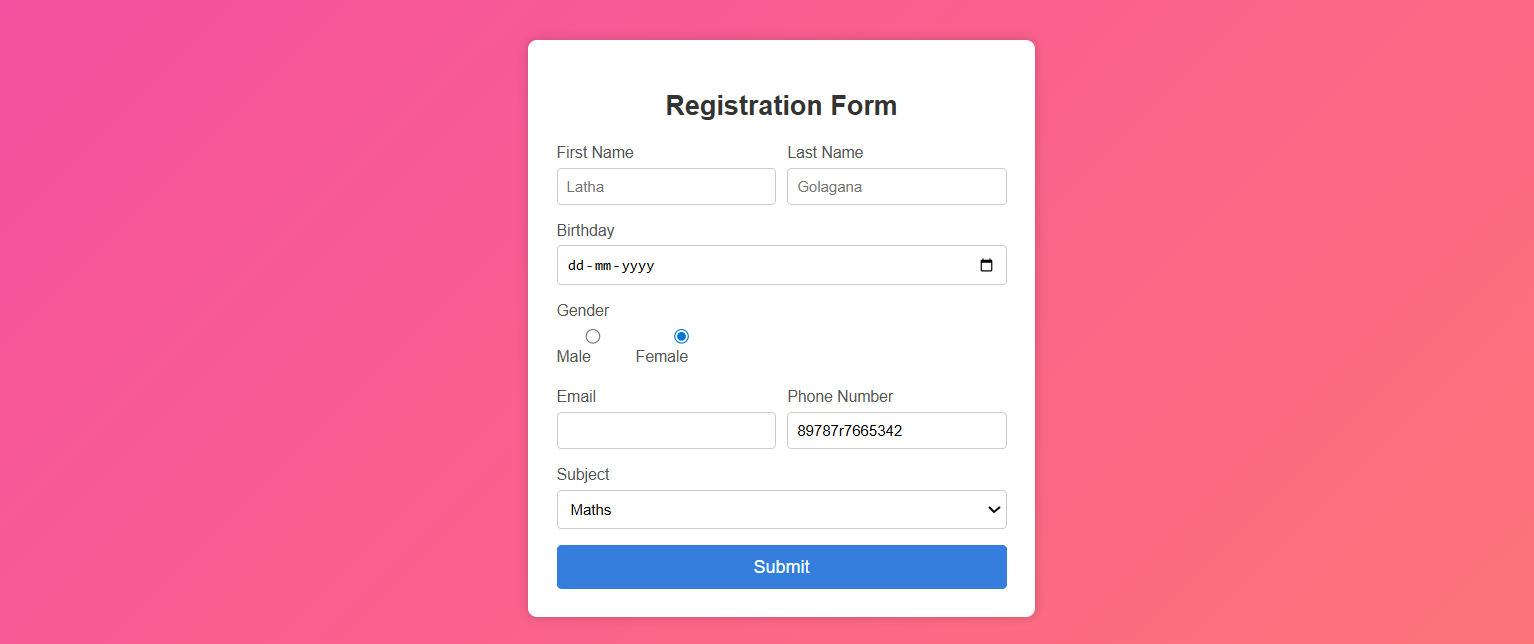 Registration Form
First Name Last Name
Latha Golagana
Birthday
dd-mm-yyyy
Gender
Male Female
Email Phone Number
89787r7665342
Subject
Maths
Submit